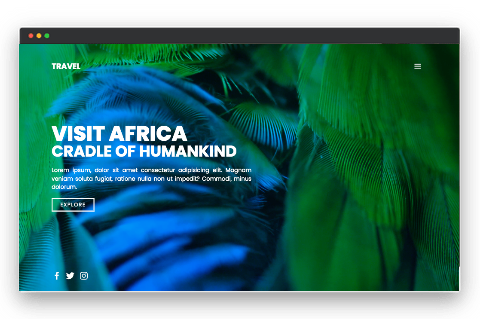 TRAVEL
VISIT AFRICA
CRADLE OF HUMANKIND
Lorem ipsum, dolor sit amet consectetur adipisicing elit. Magnam
veniam soluta fugiat, ratione nulla non ut impedit? Commodi, minus
dolorum.
EXPLORE